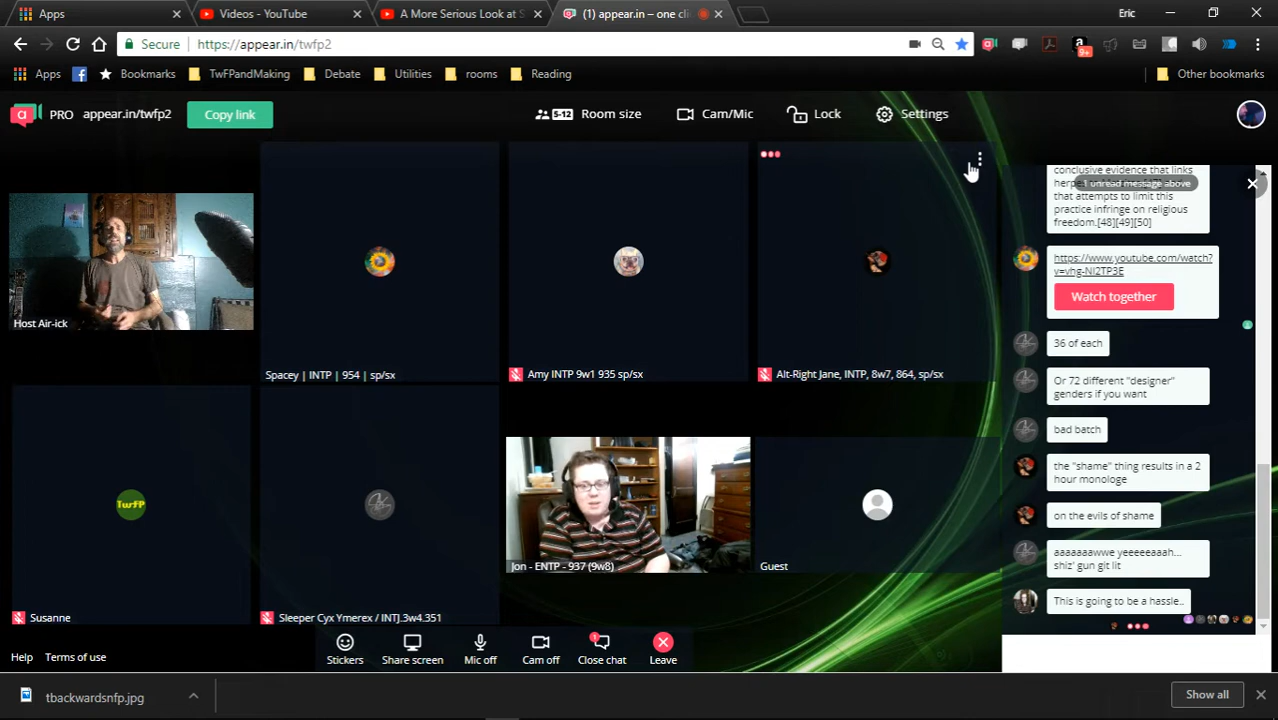 Apps
Videos - YouTube
A More Serious Look at S
(1) appear.in – one cli
Eric
Secure
https://appear.in/twfp2
9+
Apps
Bookmarks
TwFPandMaking
Debate
Utilities
rooms
Reading
Other bookmarks
a
PRO
appear.in/twfp2
Copy link
5-12
Room size
Cam/Mic
Lock
Settings
conclusive evidence that links
1 unread message above
that attempts to limit this
practice infringe on religious
freedom.[48][49][50]
Host Air-ick
Spacey | INTP | 954 | sp/sx
Amy INTP 9w1 935 sp/sx
Alt-Right Jane, INTP, 8w7, 864, sp/sx
https://www.youtube.com/watch?
v=vhg-NI2TP3E
Watch together
36 of each
Or 72 different "designer"
genders if you want
bad batch
the "shame" thing results in a 2
hour monologe
on the evils of shame
aaaaaaawwe yeeeeeaaah...
shiz' gun git lit
This is going to be a hassle..
TwfP
Susanne
Sleeper Cyx Ymerex / INTJ.3w4.351
Jon - ENTP - 937 (9w8)
Guest
Help
Terms of use
Stickers
Share screen
Mic off
Cam off
1
Close chat
Leave
tbackwardsnfp.jpg
Show all